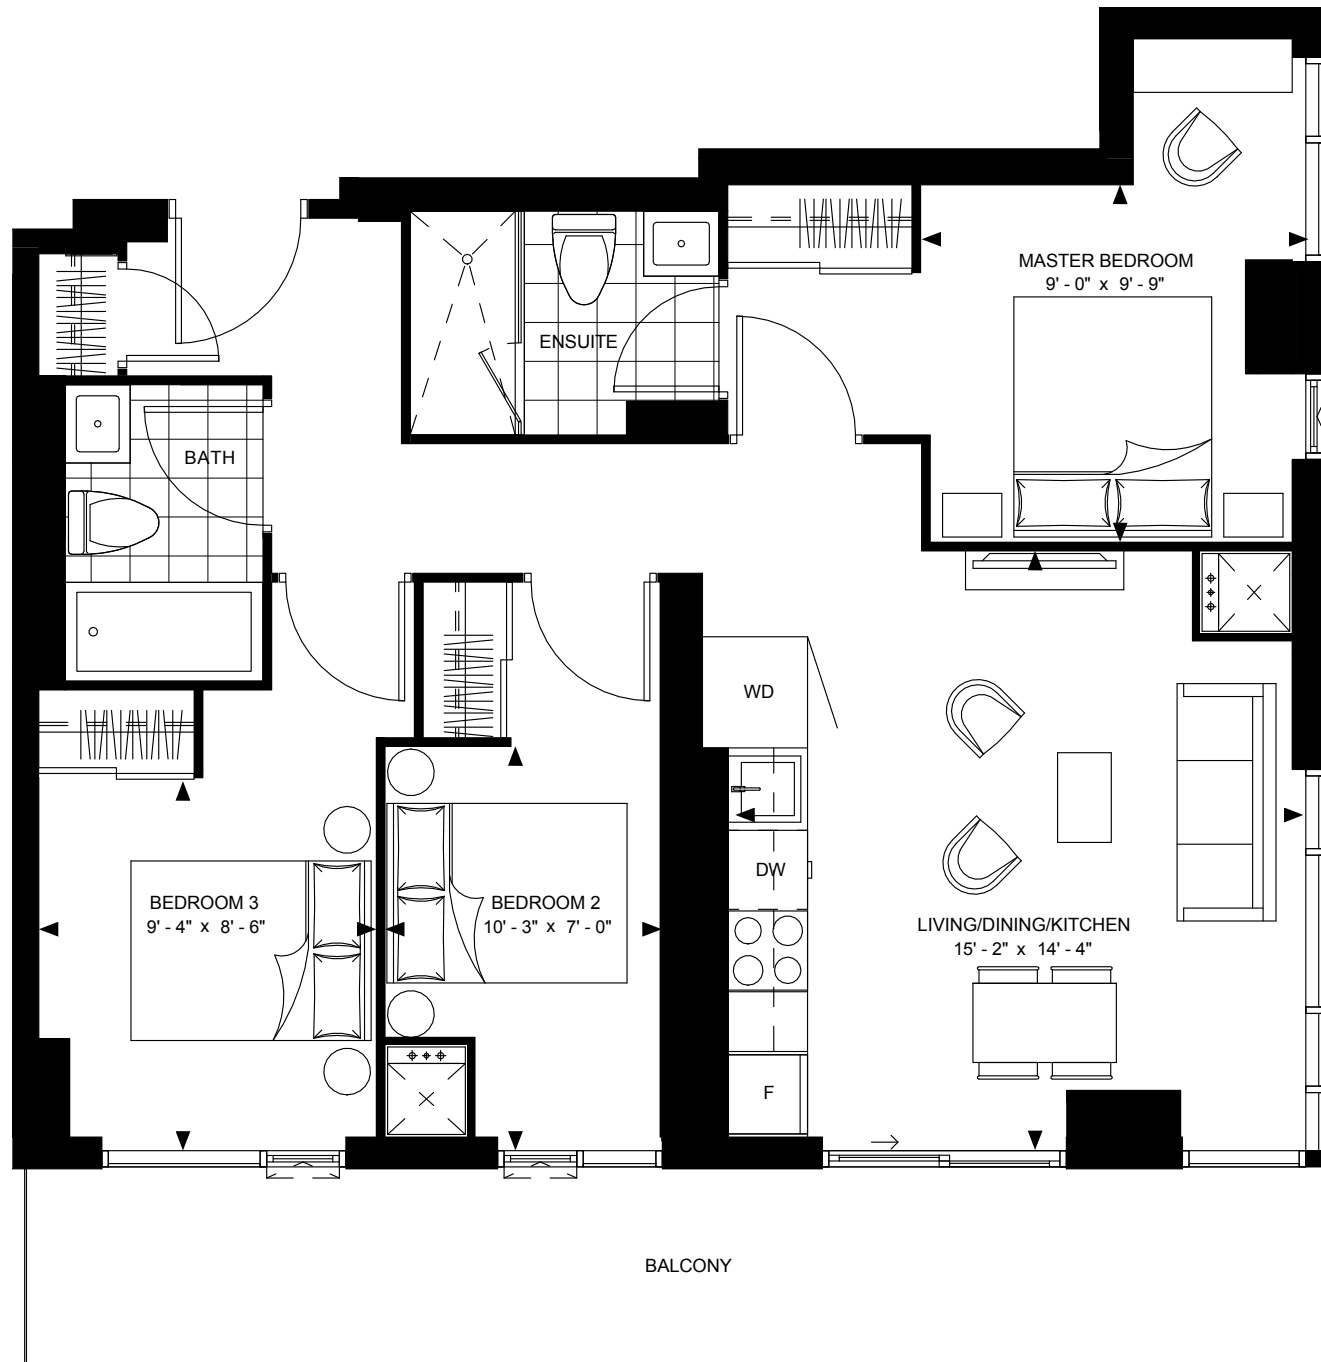 MASTER BEDROOM
9' - 0" x 9' - 9"
ENSUITE
BATH
WD
DW
BEDROOM 3
9' - 4" x 8' - 6"
BEDROOM 2
10' - 3" x 7' - 0"
LIVING/DINING/KITCHEN
15' - 2" x 14' - 4"
F
BALCONY